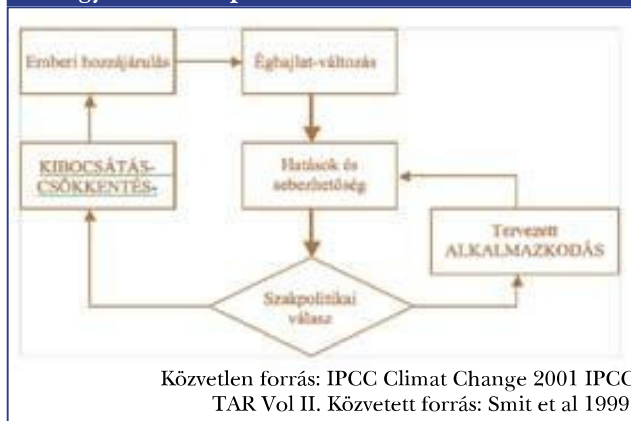 Emberi hozzájárulás
Éghajlat-változás
KIBOCSÁTÁS-
CSÖKKENTÉS-
Hatások és
sebezhetőség
Tervezett
ALKALMAZKODÁS
Szakpolitikai
válasz
Közvetlen forrás: IPCC Climat Change 2001 IPCC
TAR Vol II. Közvetett forrás: Smit et al 1999